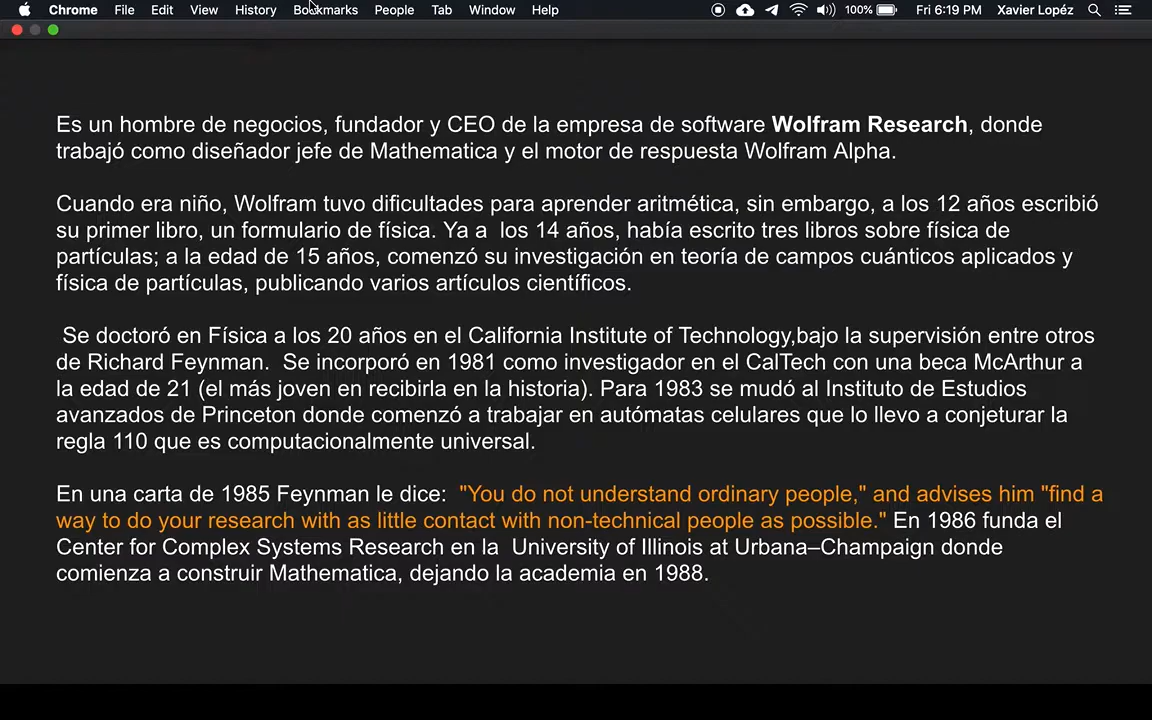 Chrome File Edit View History Bookmarks People Tab Window Help 100% Fri 6:19 PM Xavier Lopéz
Es un hombre de negocios, fundador y CEO de la empresa de software Wolfram Research, donde
trabajó como diseñador jefe de Mathematica y el motor de respuesta Wolfram Alpha.
Cuando era niño, Wolfram tuvo dificultades para aprender aritmética, sin embargo, a los 12 años escribió
su primer libro, un formulario de física. Ya a  los 14 años, había escrito tres libros sobre física de
partículas; a la edad de 15 años, comenzó su investigación en teoría de campos cuánticos aplicados y
física de partículas, publicando varios artículos científicos.
Se doctoró en Física a los 20 años en el California Institute of Technology,bajo la supervisión entre otros
de Richard Feynman.  Se incorporó en 1981 como investigador en el CalTech con una beca McArthur a
la edad de 21 (el más joven en recibirla en la historia). Para 1983 se mudó al Instituto de Estudios
avanzados de Princeton donde comenzó a trabajar en autómatas celulares que lo llevo a conjeturar la
regla 110 que es computacionalmente universal.
En una carta de 1985 Feynman le dice:  "You do not understand ordinary people," and advises him "find a
way to do your research with as little contact with non-technical people as possible." En 1986 funda el
Center for Complex Systems Research en la  University of Illinois at Urbana–Champaign donde
comienza a construir Mathematica, dejando la academia en 1988.